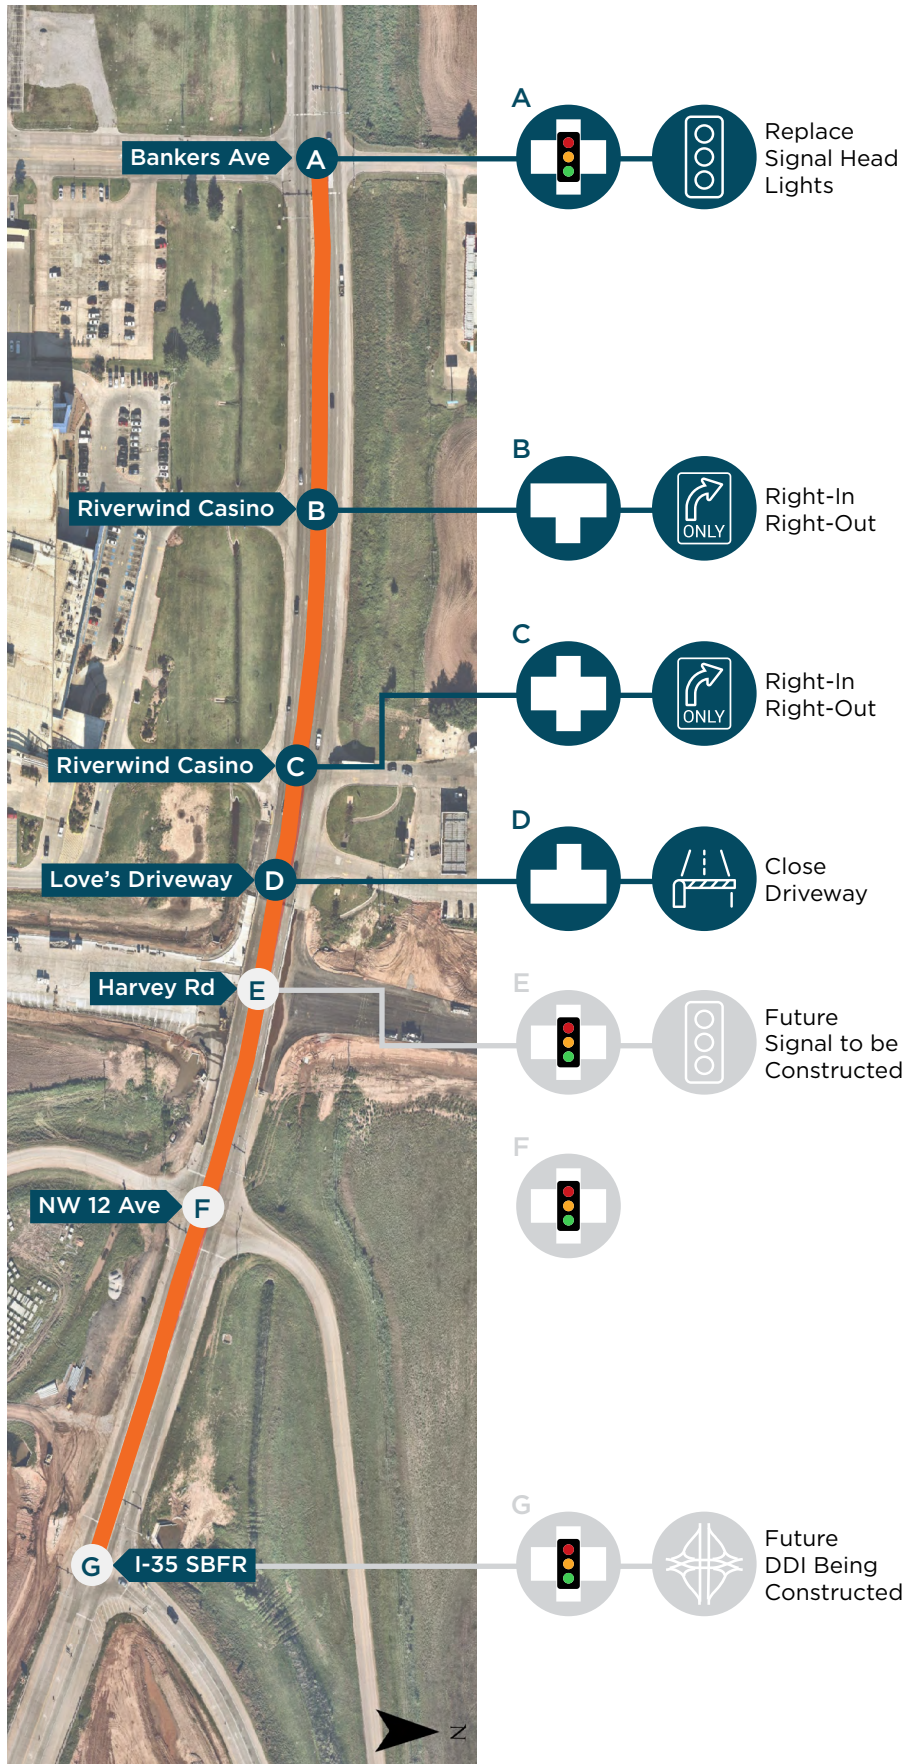 A
Bankers Ave
A
Replace
Signal Head
Lights
B
Riverwind Casino
B
ONLY
Right-In
Right-Out
C
ONLY
Right-In
Right-Out
Riverwind Casino
C
D
Love's Driveway
D
Close
Driveway
E
Harvey Rd
E
Future
Signal to be
Constructed
F
NW 12 Ave
F
G
G
I-35 SBFR
Future
DDI Being
Constructed
N